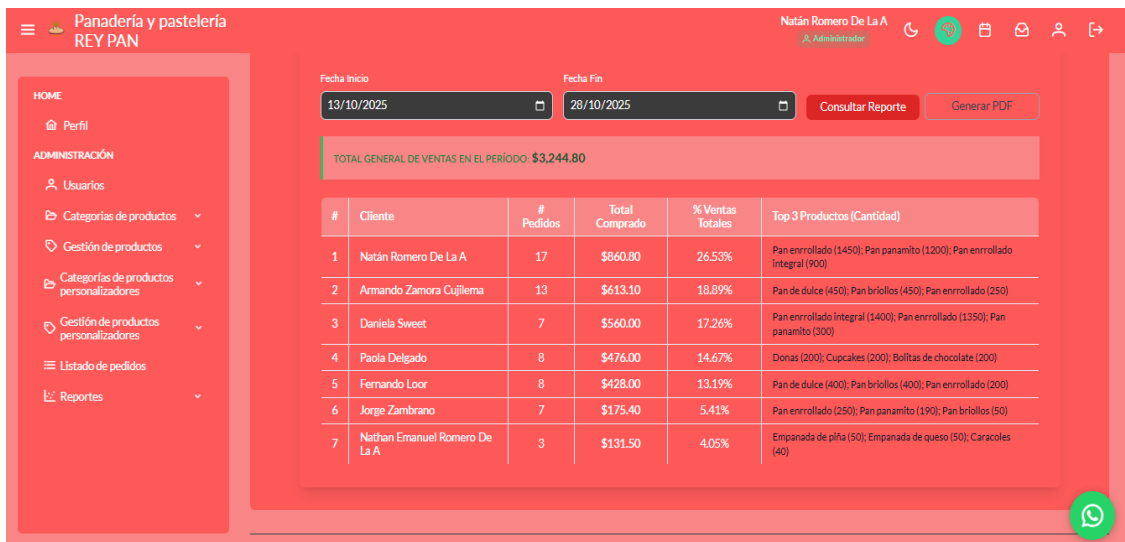 Panadería y pastelería
REY PAN
Natán Romero De La A
Administrador
HOME
Perfil
ADMINISTRACIÓN
Usuarios
Categorias de productos
Gestión de productos
Categorías de productos
personalizadores
Gestión de productos
personalizadores
Listado de pedidos
Reportes
Fecha Inicio Fecha Fin
13/10/2025 28/10/2025 Consultar Reporte Generar PDF
TOTAL GENERAL DE VENTAS EN EL PERÍODO: $3,244.80
# Cliente # Pedidos Total Comprado % Ventas Totales Top 3 Productos (Cantidad)
1 Natán Romero De La A 17 $860.80 26.53% Pan enrrollado (1450); Pan panamito (1200); Pan enrrollado
integral (900)
2 Armando Zamora Cujilema 13 $613.10 18.89% Pan de dulce (450); Pan briollos (450); Pan enrrollado (250)
3 Daniela Sweet 7 $560.00 17.26% Pan enrrollado integral (1400); Pan enrrollado (1350); Pan
panamito (300)
4 Paola Delgado 8 $476.00 14.67% Donas (200); Cupcakes (200); Bolitas de chocolate (200)
5 Fernando Loor 8 $428.00 13.19% Pan de dulce (400); Pan briollos (400); Pan enrrollado (200)
6 Jorge Zambrano 7 $175.40 5.41% Pan enrrollado (250); Pan panamito (190); Pan briollos (50)
7 Nathan Emanuel Romero De La A 3 $131.50 4.05% Empanada de piña (50); Empanada de queso (50); Caracoles
(40)